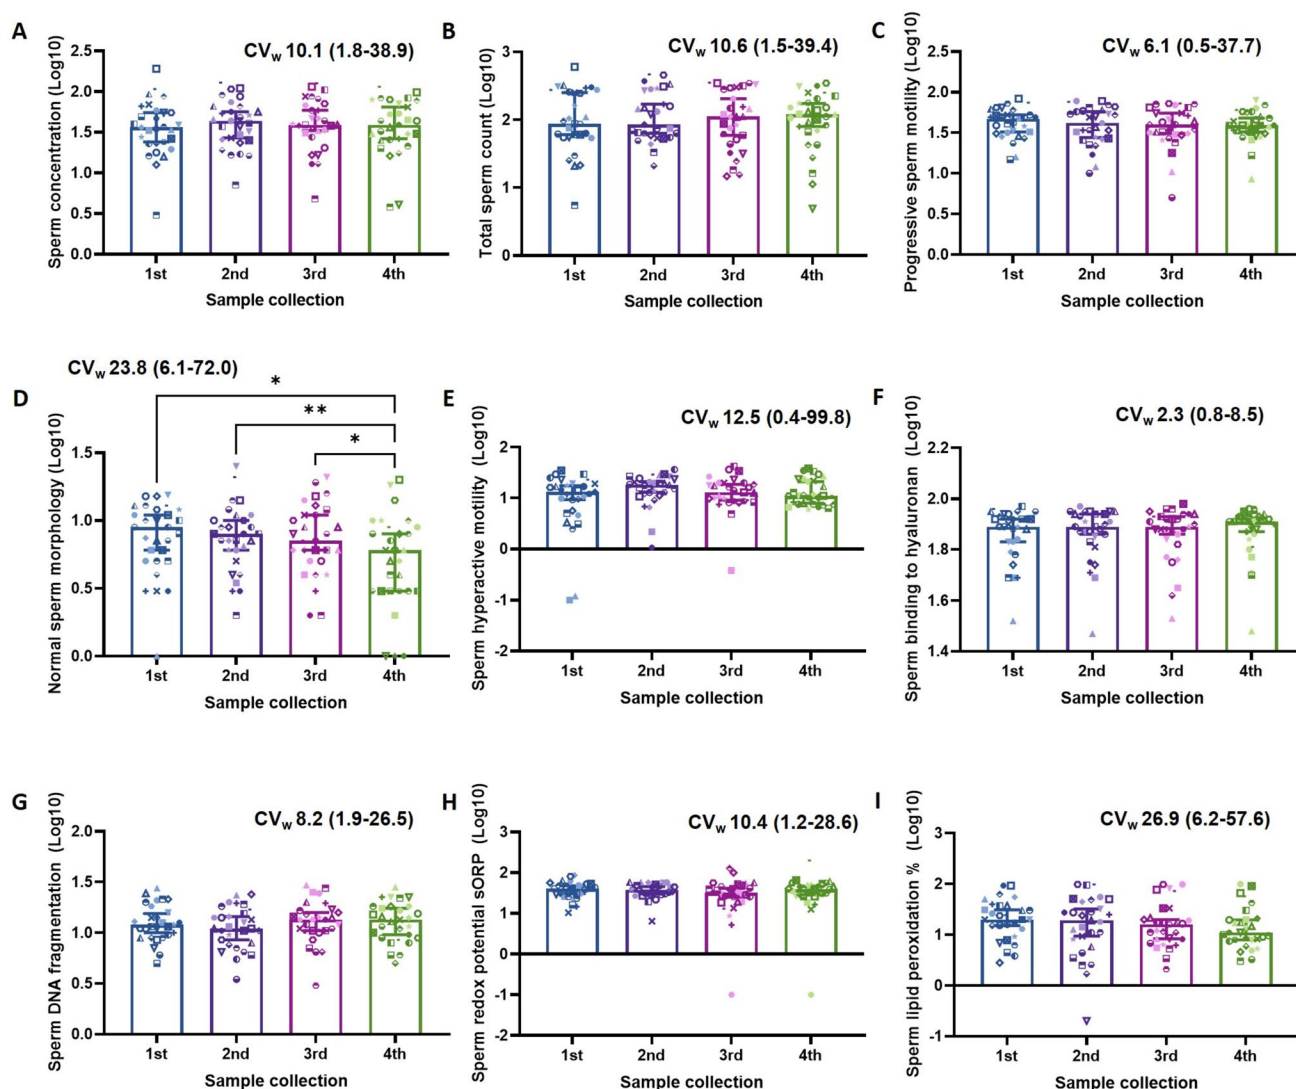 A
CVw 10.1 (1.8-38.9)
Sperm concentration (Log10)
2.5
2.0
1.5
1.0
0.5
0.0
1st 2nd 3rd 4th
Sample collection
B
CVw 10.6 (1.5-39.4)
Total sperm count (Log10)
3
2
1
0
1st 2nd 3rd 4th
Sample collection
C
CVw 6.1 (0.5-37.7)
Progressive sperm motility (Log10)
2.5
2.0
1.5
1.0
0.5
0.0
1st 2nd 3rd 4th
Sample collection
D
CVw 23.8 (6.1-72.0)
*
**
*
Normal sperm morphology (Log10)
1.5
1.0
0.5
0.0
1st 2nd 3rd 4th
Sample collection
E
CVw 12.5 (0.4-99.8)
Sperm hyperactive motility (Log10)
2
1
0
-1
-2
1st 2nd 3rd 4th
Sample collection
F
CVw 2.3 (0.8-8.5)
Sperm binding to hyaluronan (Log10)
2.2
2.0
1.8
1.6
1.4
1st 2nd 3rd 4th
Sample collection
G
CVw 8.2 (1.9-26.5)
Sperm DNA fragmentation (Log10)
2.0
1.5
1.0
0.5
0.0
1st 2nd 3rd 4th
Sample collection
H
CVw 10.4 (1.2-28.6)
Sperm redox potential sORP (Log10)
3
2
1
0
-1
-2
1st 2nd 3rd 4th
Sample collection
I
CVw 26.9 (6.2-57.6)
Sperm lipid peroxidation % (Log10)
3
2
1
0
-1
1st 2nd 3rd 4th
Sample collection